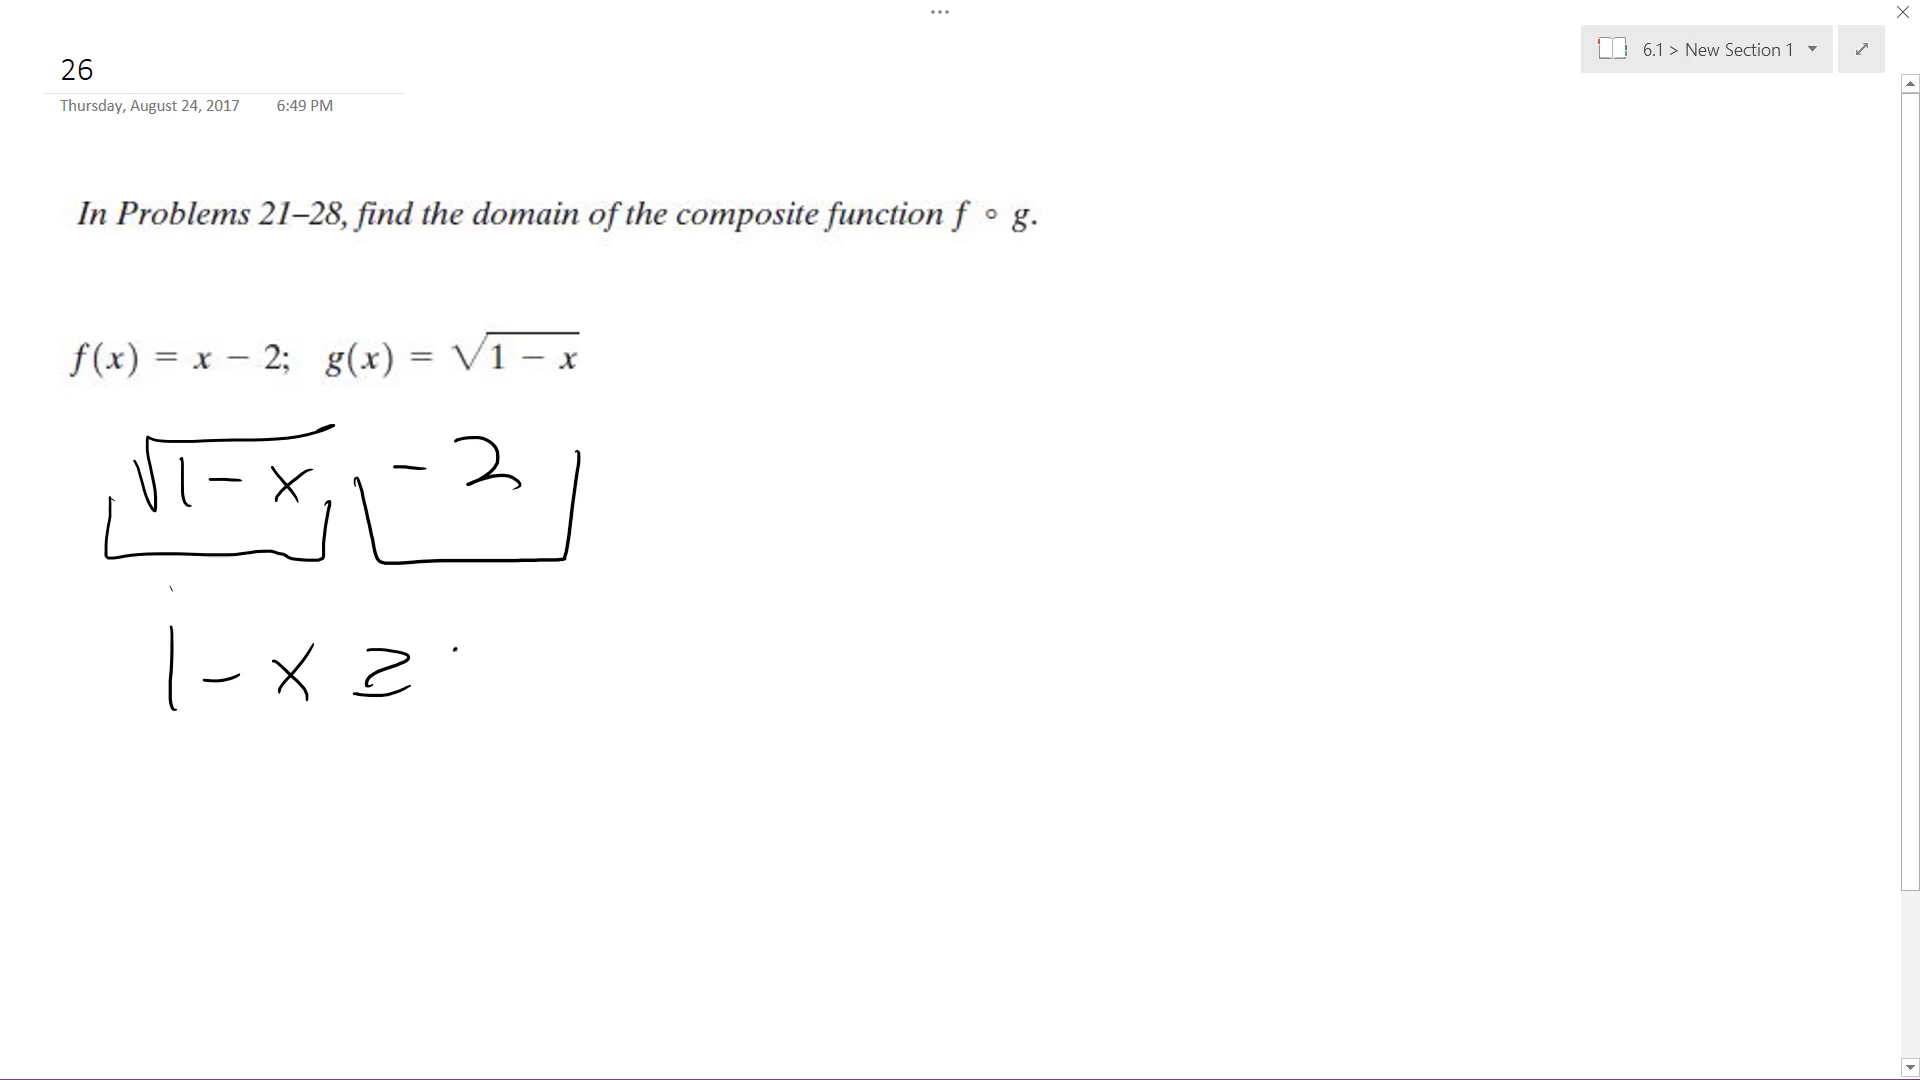 6.1 > New Section 1
26
Thursday, August 24, 2017 6:49 PM
In Problems 21–28, find the domain of the composite function f ∘ g.
f(x) = x − 2; g(x) = √(1 − x)
√(1 − x) − 2
1 − x ≥